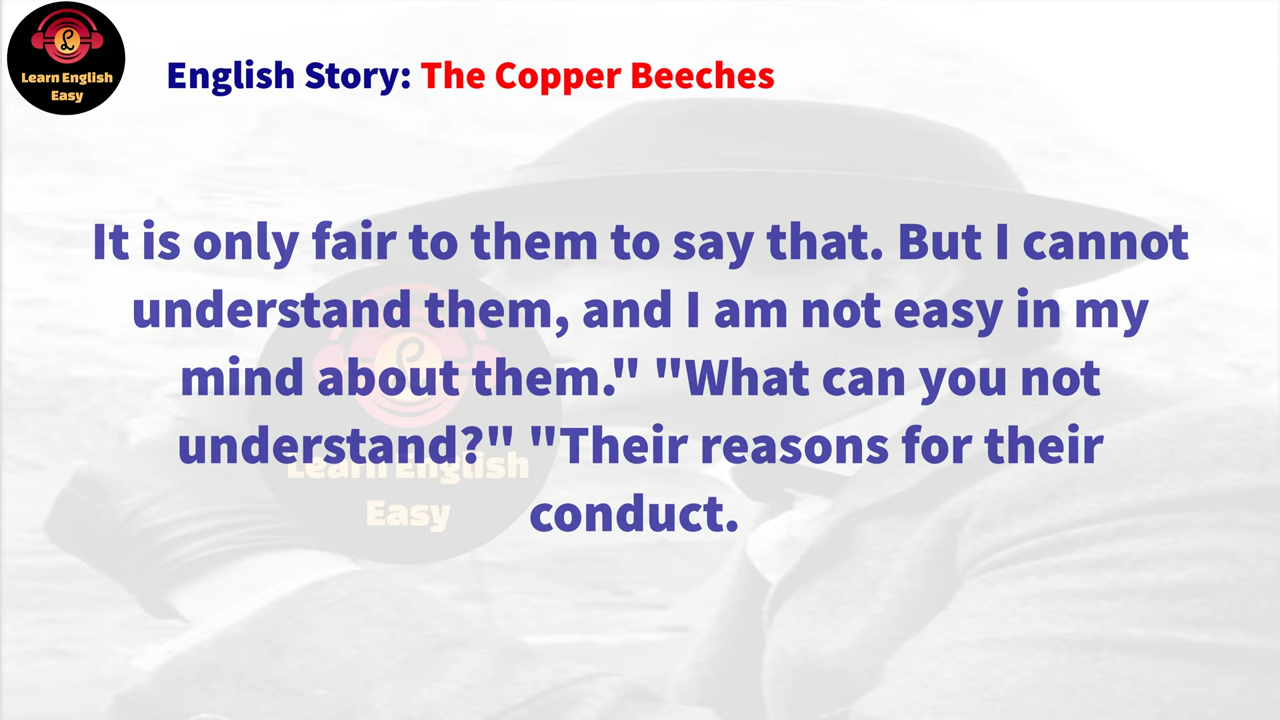 Learn English
Easy
English Story: The Copper Beeches
It is only fair to them to say that. But I cannot
understand them, and I am not easy in my
mind about them." "What can you not
understand?" "Their reasons for their
conduct.
Learn English
Easy